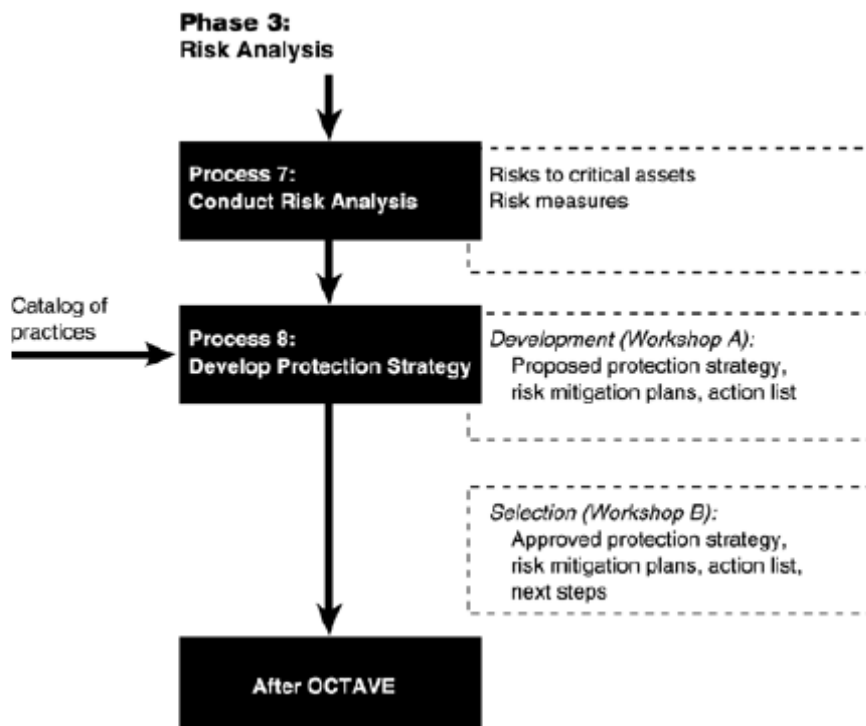 Phase 3:
Risk Analysis
Process 7:
Conduct Risk Analysis
Risks to critical assets
Risk measures
Catalog of
practices
Process 8:
Develop Protection Strategy
Development (Workshop A):
Proposed protection strategy,
risk mitigation plans, action list
Selection (Workshop B):
Approved protection strategy,
risk mitigation plans, action list,
next steps
After OCTAVE